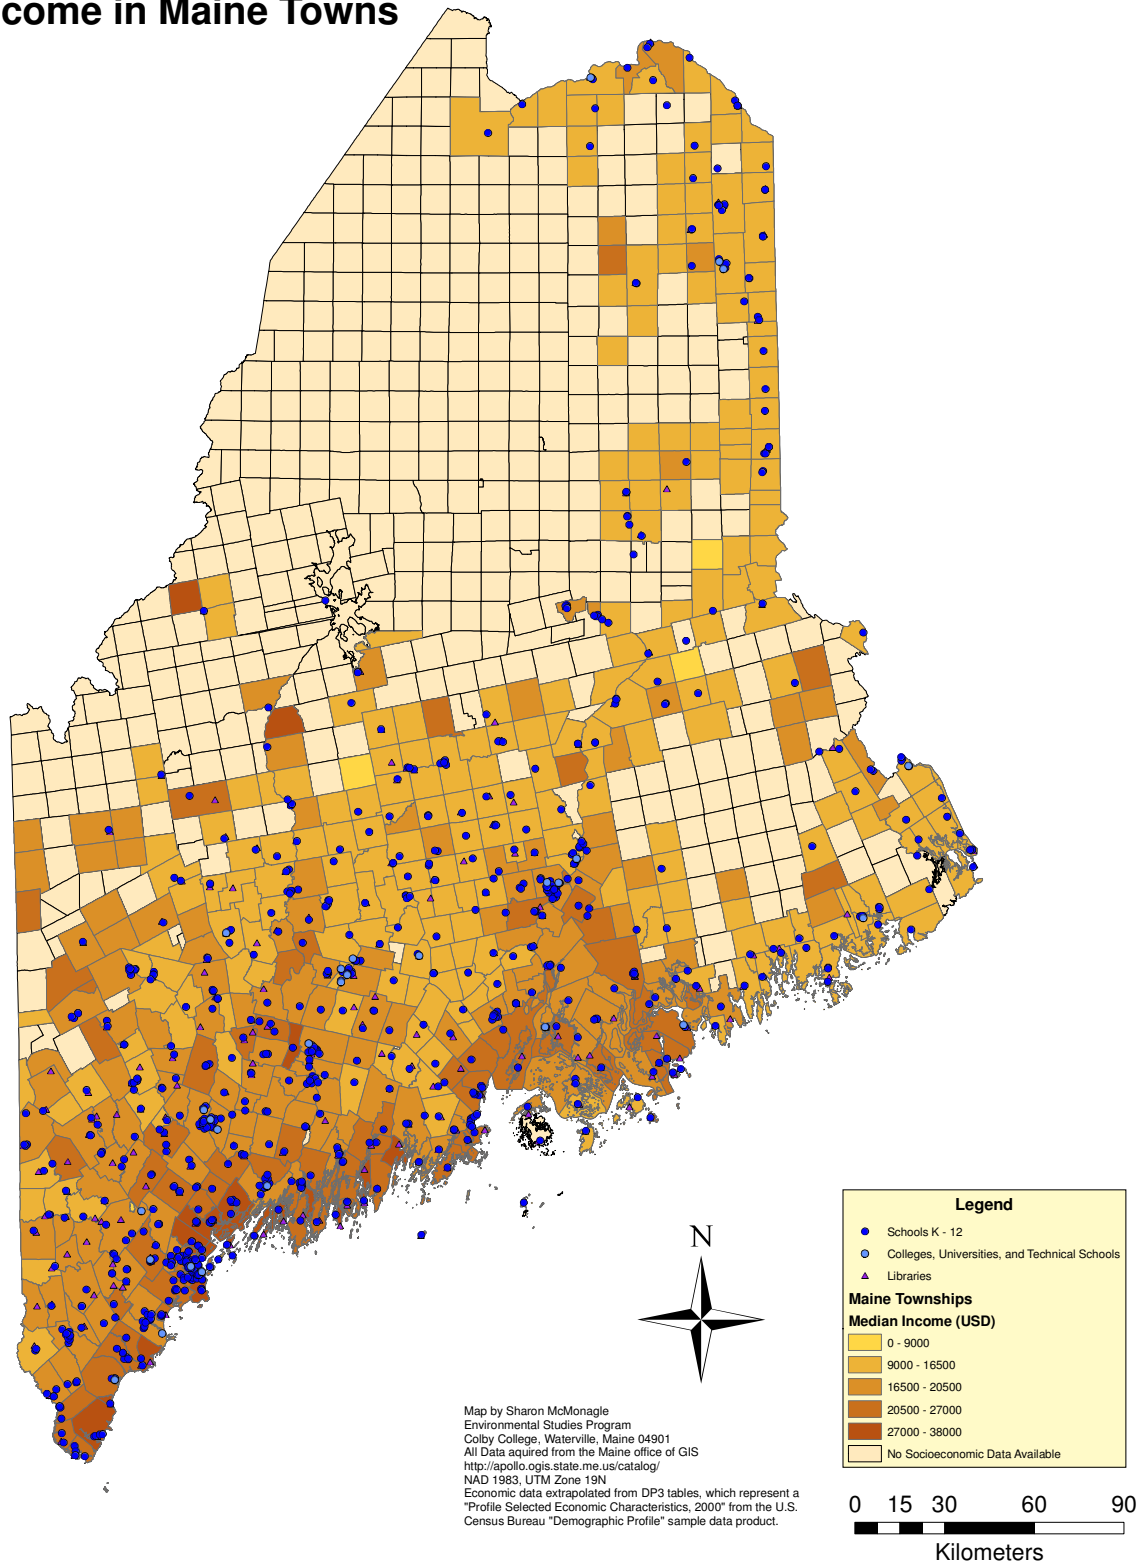 come in Maine Towns
N
Legend
Schools K - 12
Colleges, Universities, and Technical Schools
Libraries
Maine Townships
Median Income (USD)
0 - 9000
9000 - 16500
16500 - 20500
20500 - 27000
27000 - 38000
No Socioeconomic Data Available
Map by Sharon McMonagle
Environmental Studies Program
Colby College, Waterville, Maine 04901
All Data aquired from the Maine office of GIS
http://apollo.ogis.state.me.us/catalog/
NAD 1983, UTM Zone 19N
Economic data extrapolated from DP3 tables, which represent a
"Profile Selected Economic Characteristics, 2000" from the U.S.
Census Bureau "Demographic Profile" sample data product.
0 15 30 60 90
Kilometers